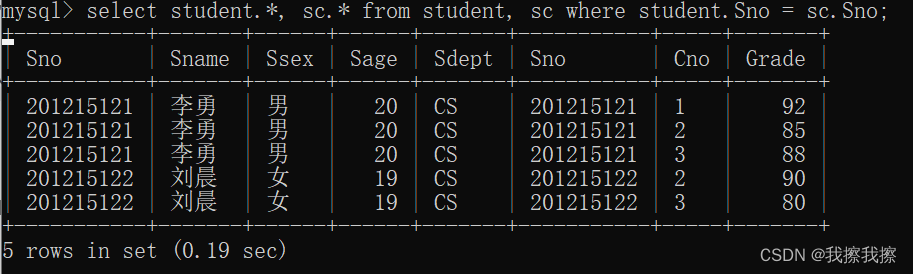 mysql> select student.*, sc.* from student, sc where student.Sno = sc.Sno;
Sno Sname Ssex Sage Sdept Sno Cno Grade
201215121 李勇 男 20 CS 201215121 1 92
201215121 李勇 男 20 CS 201215121 2 85
201215121 李勇 男 20 CS 201215121 3 88
201215122 刘晨 女 19 CS 201215122 2 90
201215122 刘晨 女 19 CS 201215122 3 80
5 rows in set (0.19 sec)
CSDN @我擦我擦